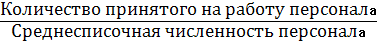 Количество принятого на работу персонала
Среднесписочная численность персонала